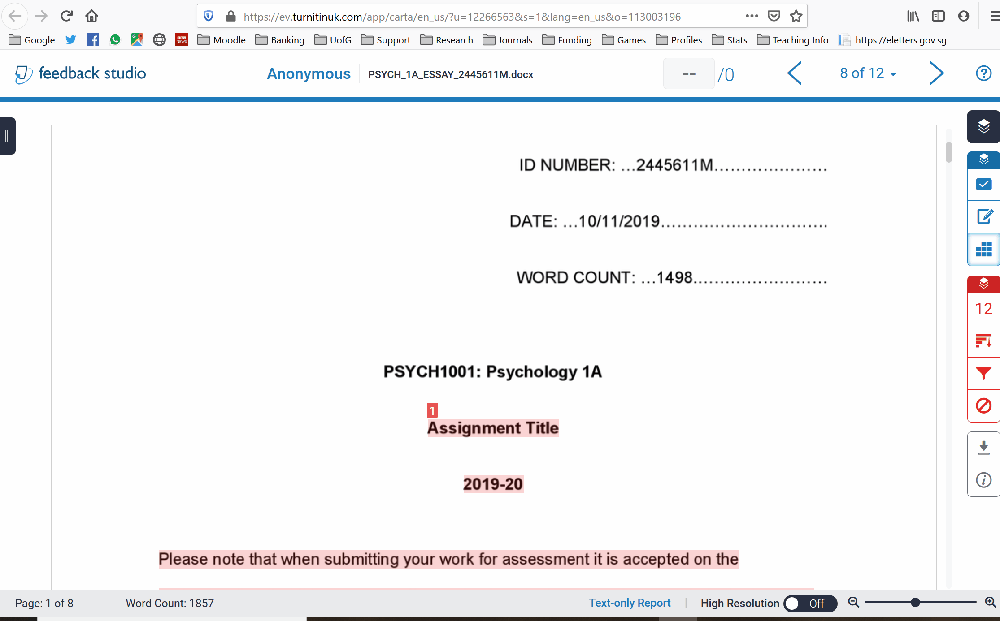 https://ev.turnitinuk.com/app/carta/en_us/?u=12266563&s=1&lang=en_us&o=113003196
Google BBC NEWS Moodle Banking UofG Support Research Journals Funding Games Profiles Stats Teaching Info https://eletters.gov.sg...
feedback studio Anonymous PSYCH_1A_ESSAY_2445611M.docx -- /0 8 of 12 ?
ID NUMBER: ...2445611M.....................
DATE: ...10/11/2019...............................
WORD COUNT: ...1498.........................
12
PSYCH1001: Psychology 1A
1
Assignment Title
2019-20
Please note that when submitting your work for assessment it is accepted on the
Page: 1 of 8 Word Count: 1857 Text-only Report | High Resolution Off